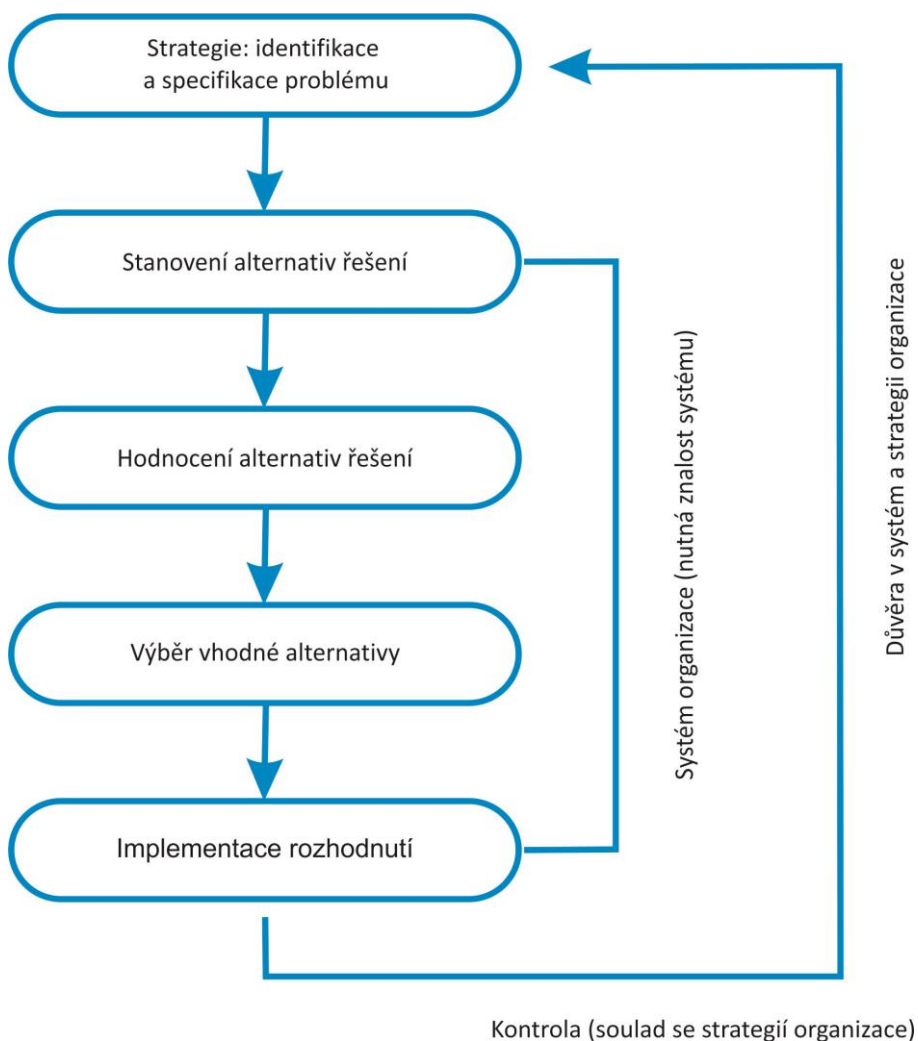 Strategie: identifikace
a specifikace problému
Stanovení alternativ řešení
Hodnocení alternativ řešení
Výběr vhodné alternativy
Implementace rozhodnutí
Systém organizace (nutná znalost systému)
Důvěra v systém a strategii organizace
Kontrola (soulad se strategií organizace)